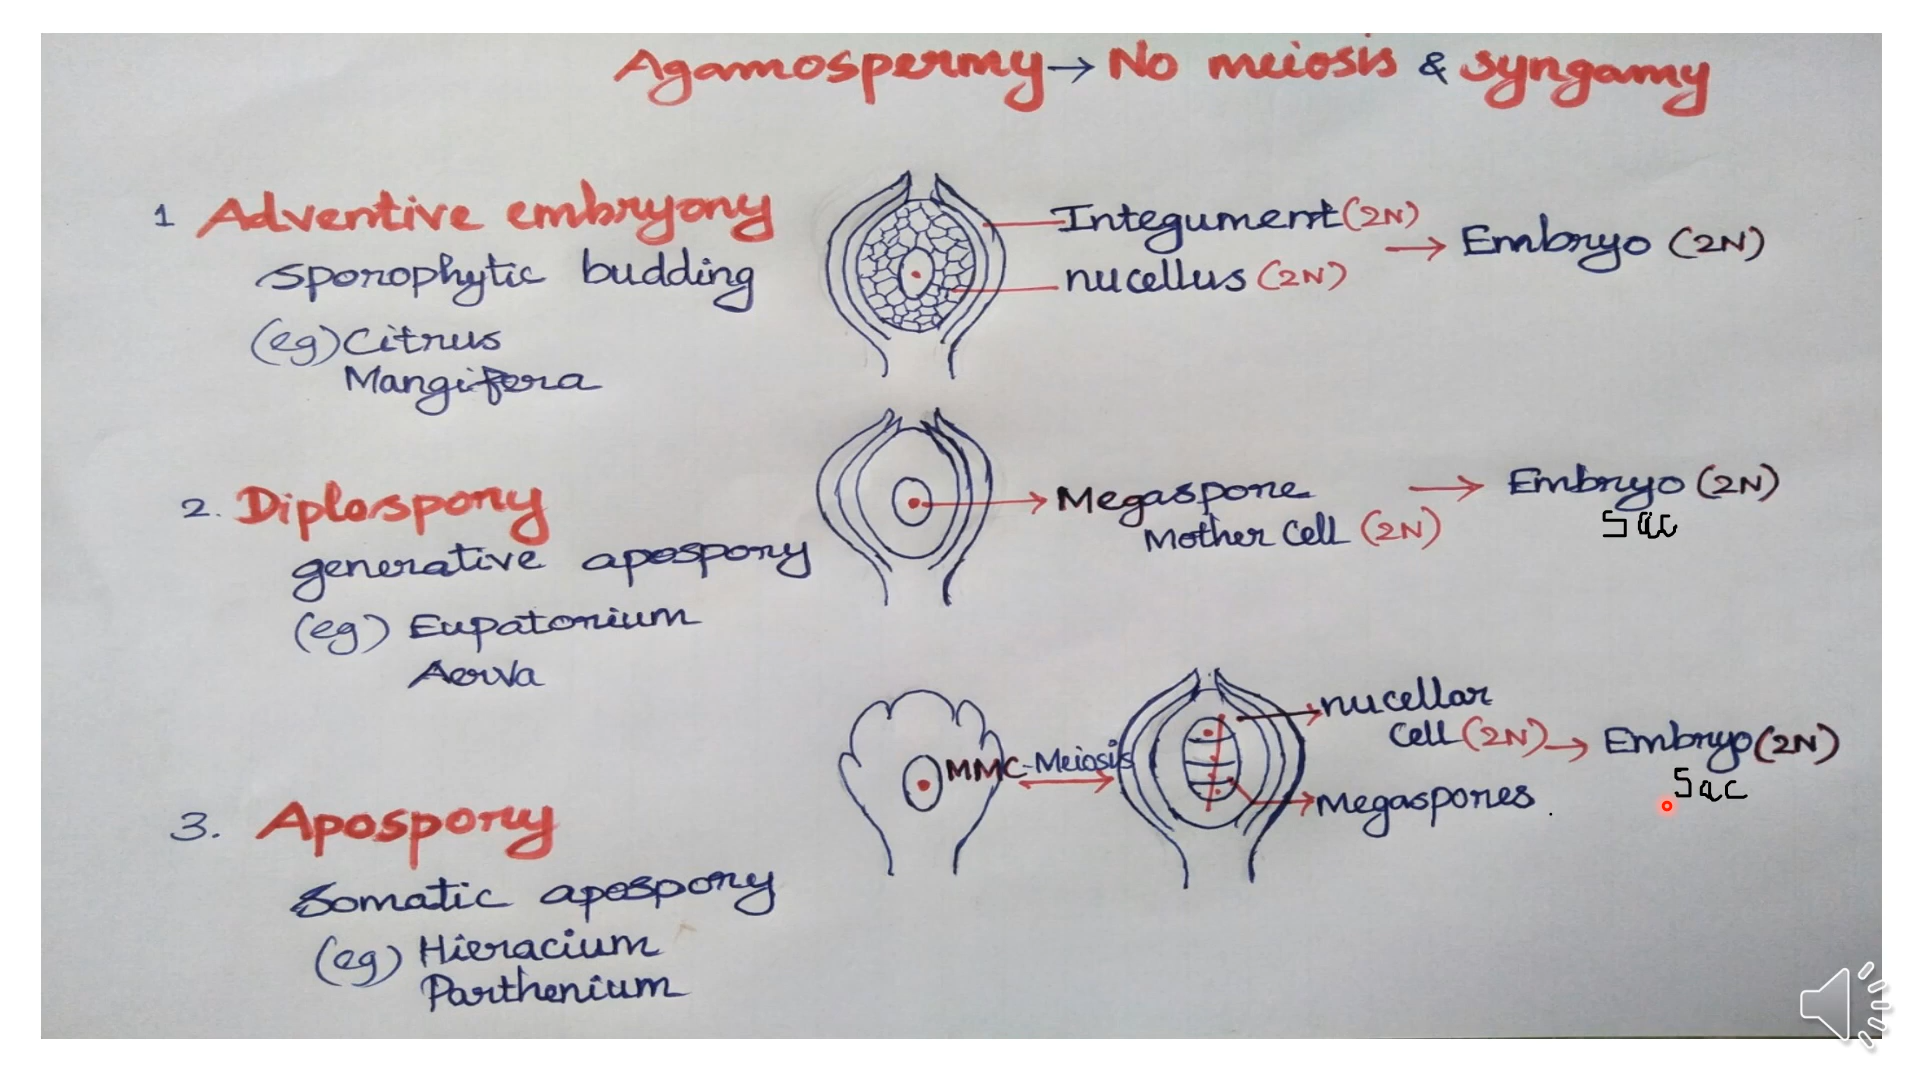 Agamospermy → No meiosis & syngamy
1 Adventive embryony
sporophytic budding
(eg) Citrus
Mangifera
Integument (2N)
nucellus (2N)
→ Embryo (2N)
2. Diplospory
generative apospory
(eg) Eupatorium
Aerva
Megaspore
Mother cell (2N)
→ Embryo (2N)
Sac
3. Apospory
Somatic apospory
(eg) Hieracium
Parthenium
MMC-Meiosis
nucellar
cell (2N) → Embryo (2N)
Sac
Megaspores